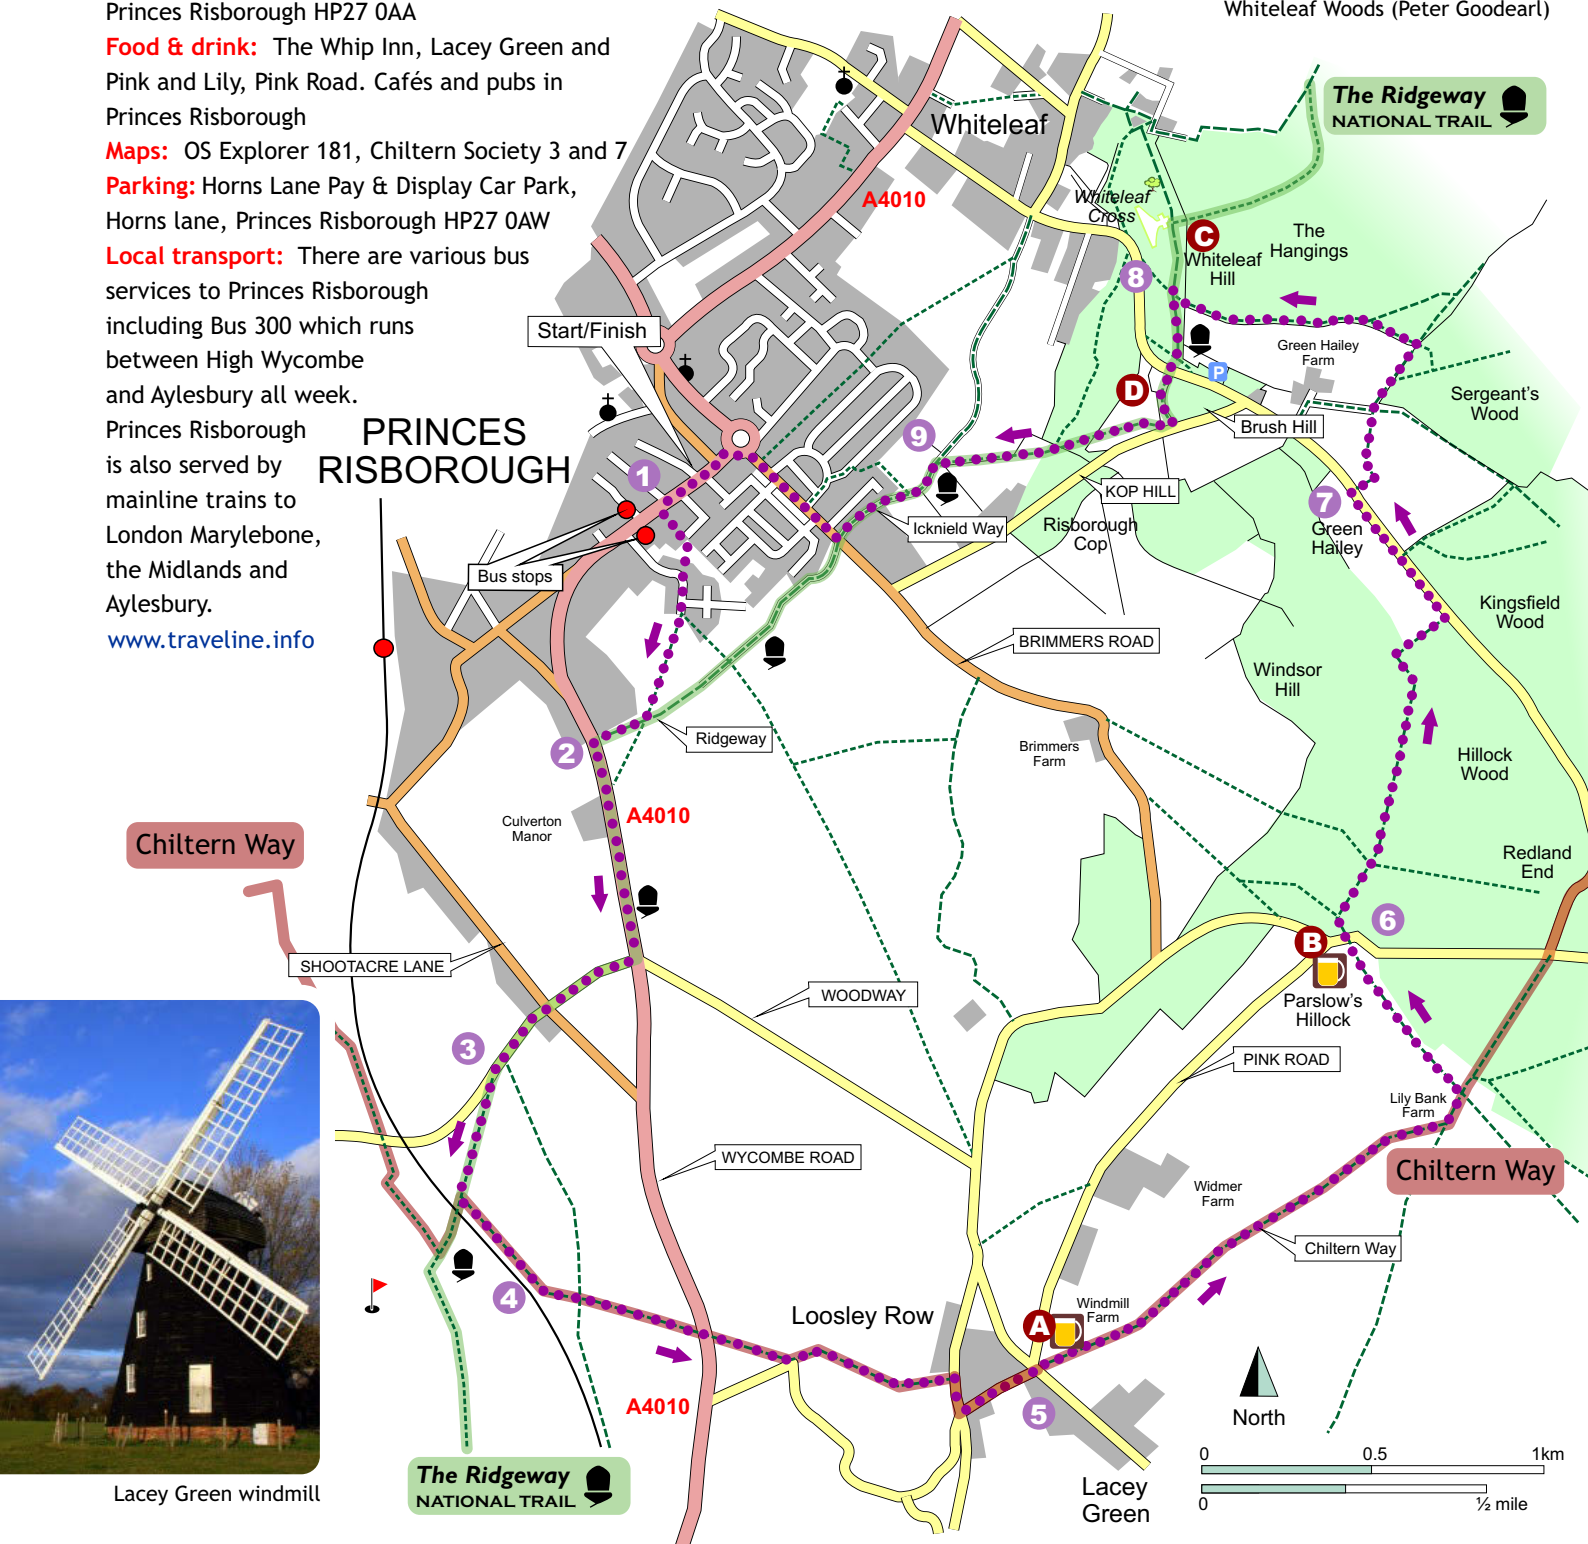 Princes Risborough HP27 0AA
Food & drink: The Whip Inn, Lacey Green and
Pink and Lily, Pink Road. Cafés and pubs in
Princes Risborough
Maps: OS Explorer 181, Chiltern Society 3 and 7
Parking: Horns Lane Pay & Display Car Park,
Horns lane, Princes Risborough HP27 0AW
Local transport: There are various bus
services to Princes Risborough
including Bus 300 which runs
between High Wycombe
and Aylesbury all week.
Princes Risborough
is also served by
mainline trains to
London Marylebone,
the Midlands and
Aylesbury.
www.traveline.info
Whiteleaf Woods (Peter Goodearl)
The Ridgeway
NATIONAL TRAIL
Whiteleaf
A4010
Whiteleaf
Cross
C
Whiteleaf
Hill
The
Hangings
8
Start/Finish
Green Hailey
Farm
P
D
Sergeant's
Wood
Brush Hill
PRINCES
RISBOROUGH
9
1
KOP HILL
7
Icknield Way
Risborough
Cop
Green
Hailey
Bus stops
Kingsfield
Wood
BRIMMERS ROAD
Windsor
Hill
Ridgeway
2
Brimmers
Farm
Hillock
Wood
A4010
Culverton
Manor
Chiltern Way
Redland
End
6
B
SHOOTACRE LANE
WOODWAY
Parslow's
Hillock
3
PINK ROAD
Lily Bank
Farm
WYCOMBE ROAD
Chiltern Way
Widmer
Farm
Chiltern Way
4
Loosley Row
Windmill
Farm
A
A4010
5
North
The Ridgeway
NATIONAL TRAIL
Lacey
Green
0 0.5 1km
0 ½ mile
Lacey Green windmill